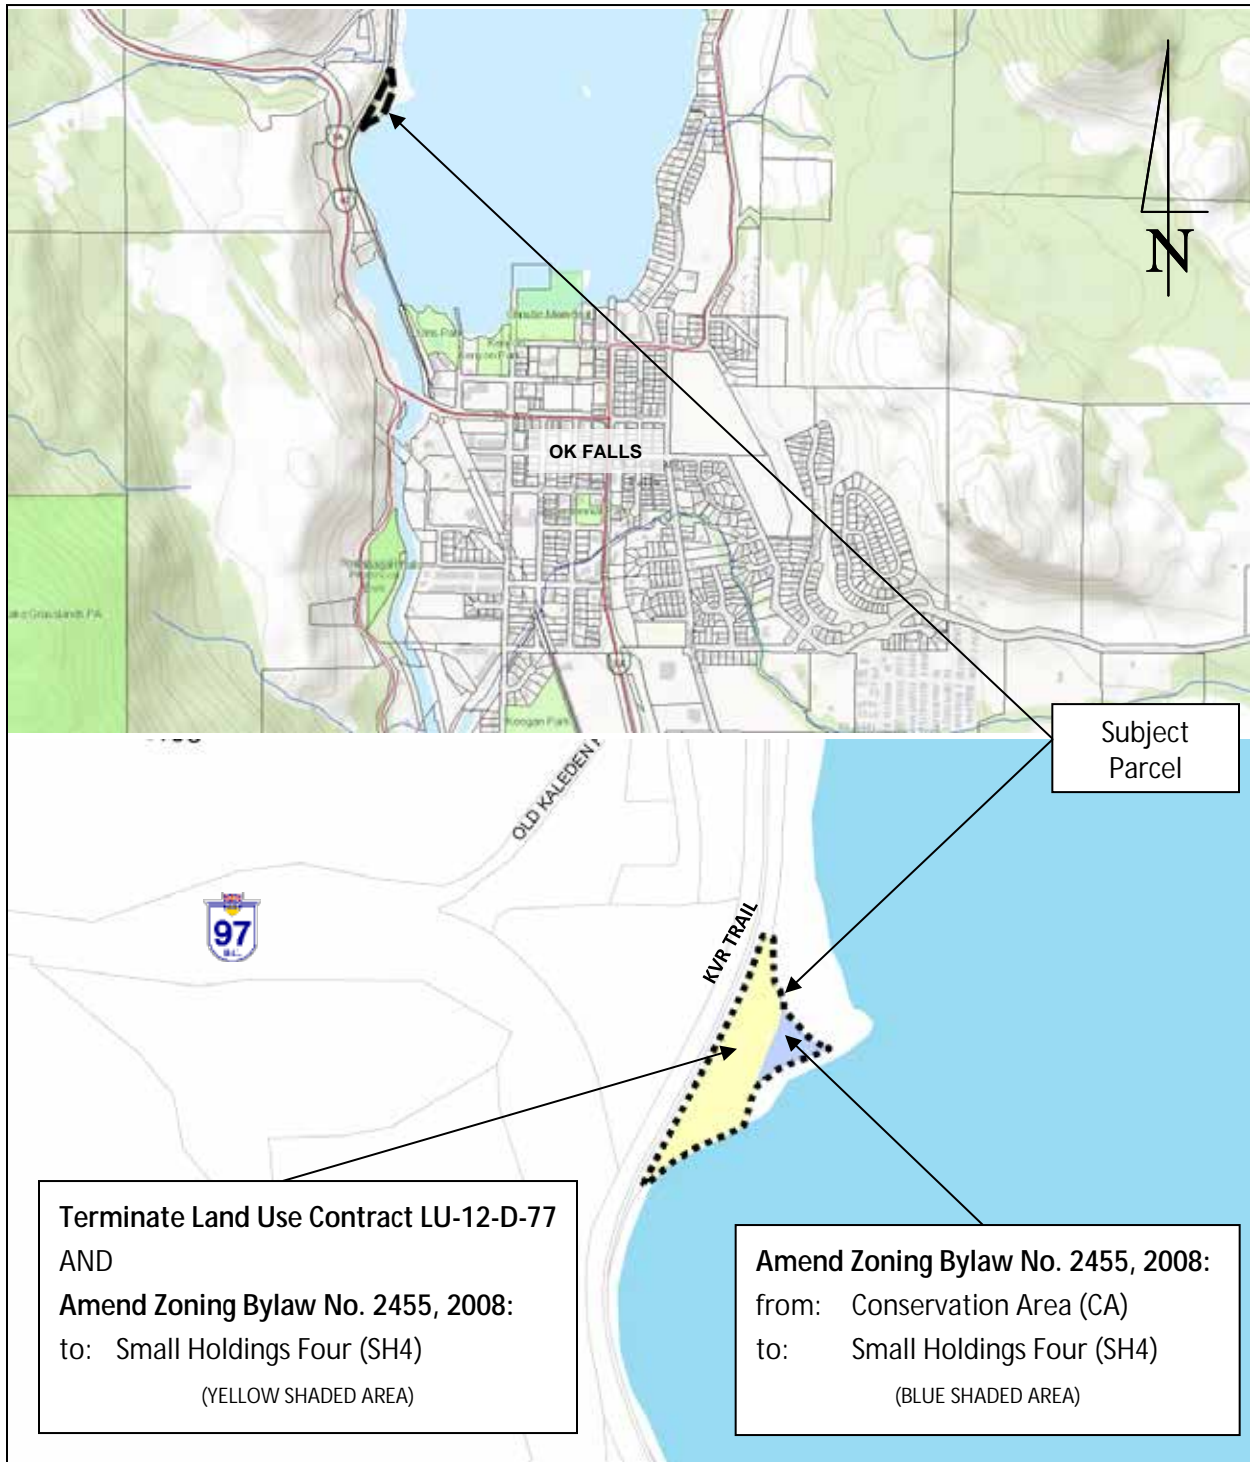 N
OK FALLS
Keogan Park
Subject
Parcel
OLD KALEDEN
97
KVR TRAIL
Terminate Land Use Contract LU-12-D-77
AND
Amend Zoning Bylaw No. 2455, 2008:
to: Small Holdings Four (SH4)
(YELLOW SHADED AREA)
Amend Zoning Bylaw No. 2455, 2008:
from: Conservation Area (CA)
to: Small Holdings Four (SH4)
(BLUE SHADED AREA)